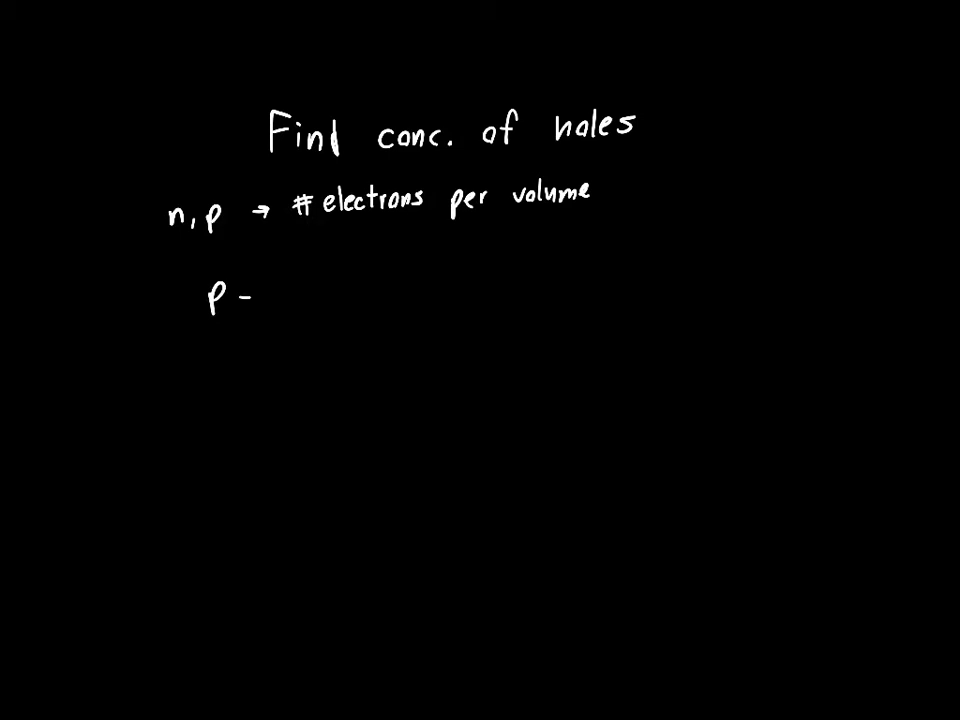 Find conc. of holes
n, p → # electrons per volume
p -